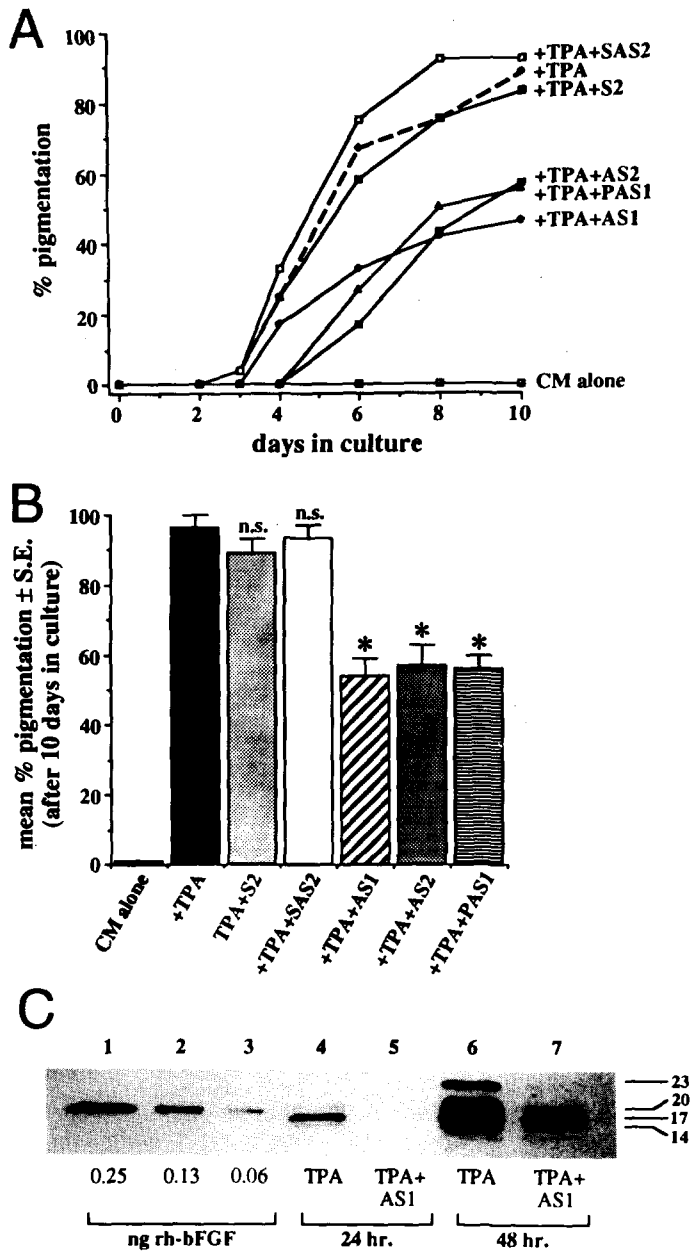 A
100
80
60
40
20
0
% pigmentation
+TPA+SAS2
+TPA
+TPA+S2
+TPA+AS2
+TPA+PAS1
+TPA+AS1
CM alone
0 2 4 6 8 10
days in culture
B
100
80
60
40
20
0
mean % pigmentation ± S.E.
(after 10 days in culture)
n.s.
n.s.
*
*
*
CM alone
+TPA
TPA+S2
+TPA+SAS2
+TPA+AS1
+TPA+AS2
+TPA+PAS1
C
1 2 3 4 5 6 7
23
20
17
14
0.25 0.13 0.06 TPA TPA+ TPA TPA+
AS1 AS1
ng rh-bFGF 24 hr. 48 hr.